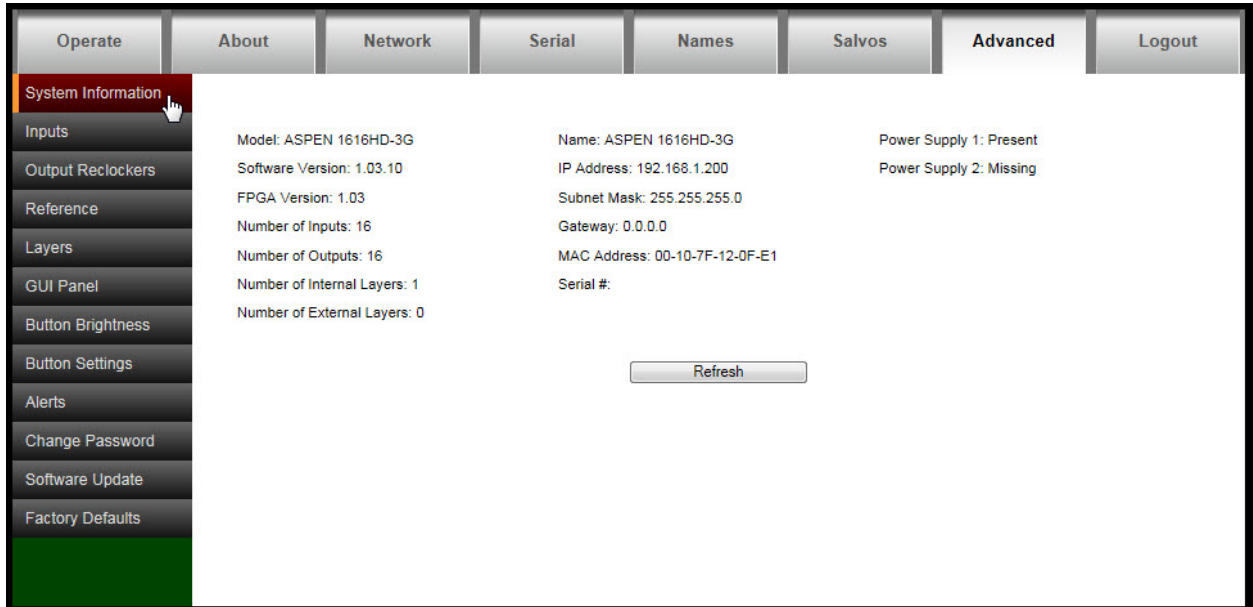 Operate About Network Serial Names Salvos Advanced Logout
System Information
Inputs
Output Reclockers
Reference
Layers
GUI Panel
Button Brightness
Button Settings
Alerts
Change Password
Software Update
Factory Defaults
Model: ASPEN 1616HD-3G
Software Version: 1.03.10
FPGA Version: 1.03
Number of Inputs: 16
Number of Outputs: 16
Number of Internal Layers: 1
Number of External Layers: 0
Name: ASPEN 1616HD-3G
IP Address: 192.168.1.200
Subnet Mask: 255.255.255.0
Gateway: 0.0.0.0
MAC Address: 00-10-7F-12-0F-E1
Serial #:
Power Supply 1: Present
Power Supply 2: Missing
Refresh